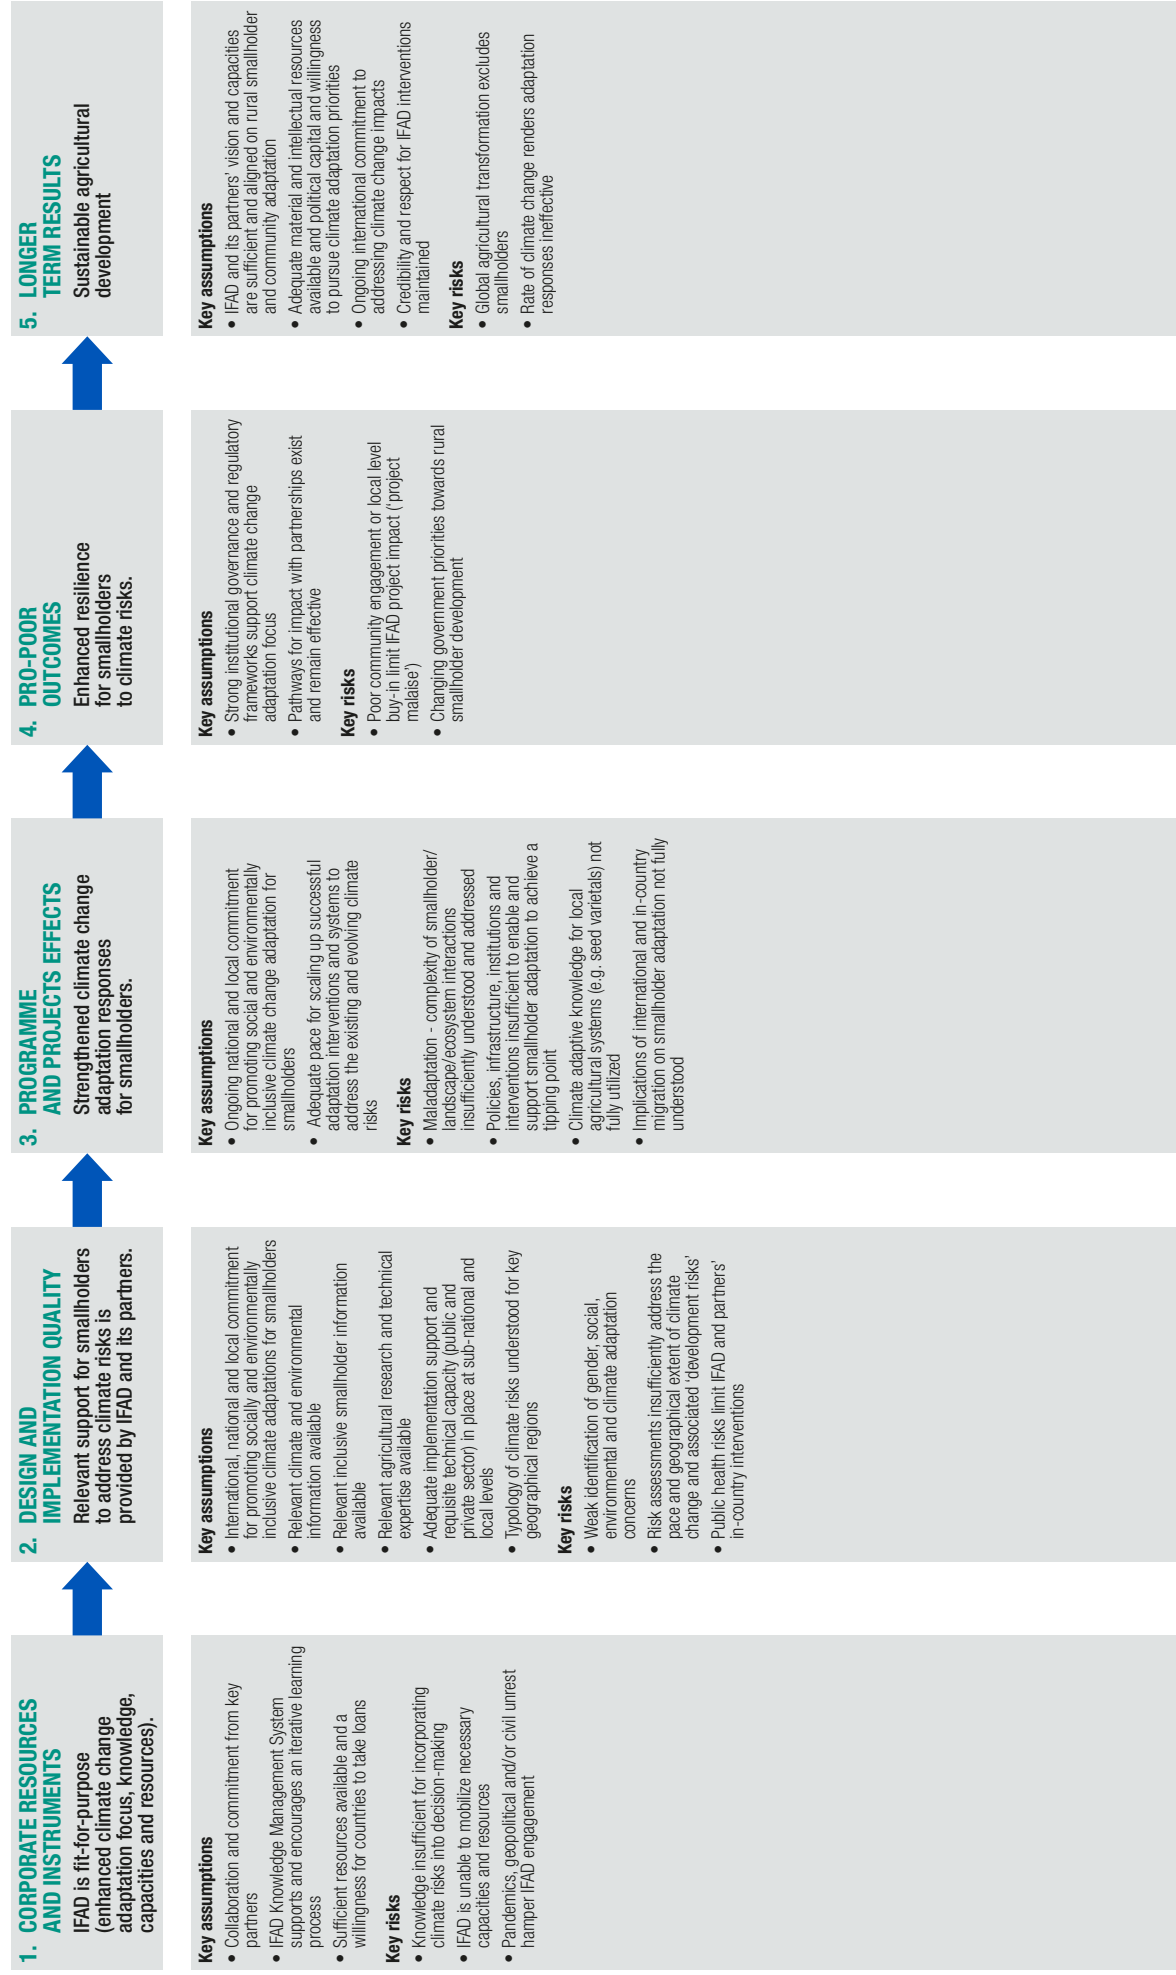 1. CORPORATE RESOURCES
AND INSTRUMENTS
IFAD is fit-for-purpose
(enhanced climate change
adaptation focus, knowledge,
capacities and resources).
Key assumptions
• Collaboration and commitment from key
partners
• IFAD Knowledge Management System
supports and encourages an iterative learning
process
• Sufficient resources available and a
willingness for countries to take loans
Key risks
• Knowledge insufficient for incorporating
climate risks into decision-making
• IFAD is unable to mobilize necessary
capacities and resources
• Pandemics, geopolitical and/or civil unrest
hamper IFAD engagement
2. DESIGN AND
IMPLEMENTATION QUALITY
Relevant support for smallholders
to address climate risks is
provided by IFAD and its partners.
Key assumptions
• International, national and local commitment
for promoting socially and environmentally
inclusive climate adaptations for smallholders
• Relevant climate and environmental
information available
• Relevant inclusive smallholder information
available
• Relevant agricultural research and technical
expertise available
• Adequate implementation support and
requisite technical capacity (public and
private sector) in place at sub-national and
local levels
• Typology of climate risks understood for key
geographical regions
Key risks
• Weak identification of gender, social,
environmental and climate adaptation
concerns
• Risk assessments insufficiently address the
pace and geographical extent of climate
change and associated ‘development risks’
• Public health risks limit IFAD and partners’
in-country interventions
3. PROGRAMME
AND PROJECTS EFFECTS
Strengthened climate change
adaptation responses
for smallholders.
Key assumptions
• Ongoing national and local commitment
for promoting social and environmentally
inclusive climate change adaptation for
smallholders
• Adequate pace for scaling up successful
adaptation interventions and systems to
address the existing and evolving climate
risks
Key risks
• Maladaptation - complexity of smallholder/
landscape/ecosystem interactions
insufficiently understood and addressed
• Policies, infrastructure, institutions and
interventions insufficient to enable and
support smallholder adaptation to achieve a
tipping point
• Climate adaptive knowledge for local
agricultural systems (e.g. seed varietals) not
fully utilized
• Implications of international and in-country
migration on smallholder adaptation not fully
understood
4. PRO-POOR
OUTCOMES
Enhanced resilience
for smallholders
to climate risks.
Key assumptions
• Strong institutional governance and regulatory
frameworks support climate change
adaptation focus
• Pathways for impact with partnerships exist
and remain effective
Key risks
• Poor community engagement or local level
buy-in limit IFAD project impact (‘project
malaise’)
• Changing government priorities towards rural
smallholder development
5. LONGER
TERM RESULTS
Sustainable agricultural
development
Key assumptions
• IFAD and its partners’ vision and capacities
are sufficient and aligned on rural smallholder
and community adaptation
• Adequate material and intellectual resources
available and political capital and willingness
to pursue climate adaptation priorities
• Ongoing international commitment to
addressing climate change impacts
• Credibility and respect for IFAD interventions
maintained
Key risks
• Global agricultural transformation excludes
smallholders
• Rate of climate change renders adaptation
responses ineffective